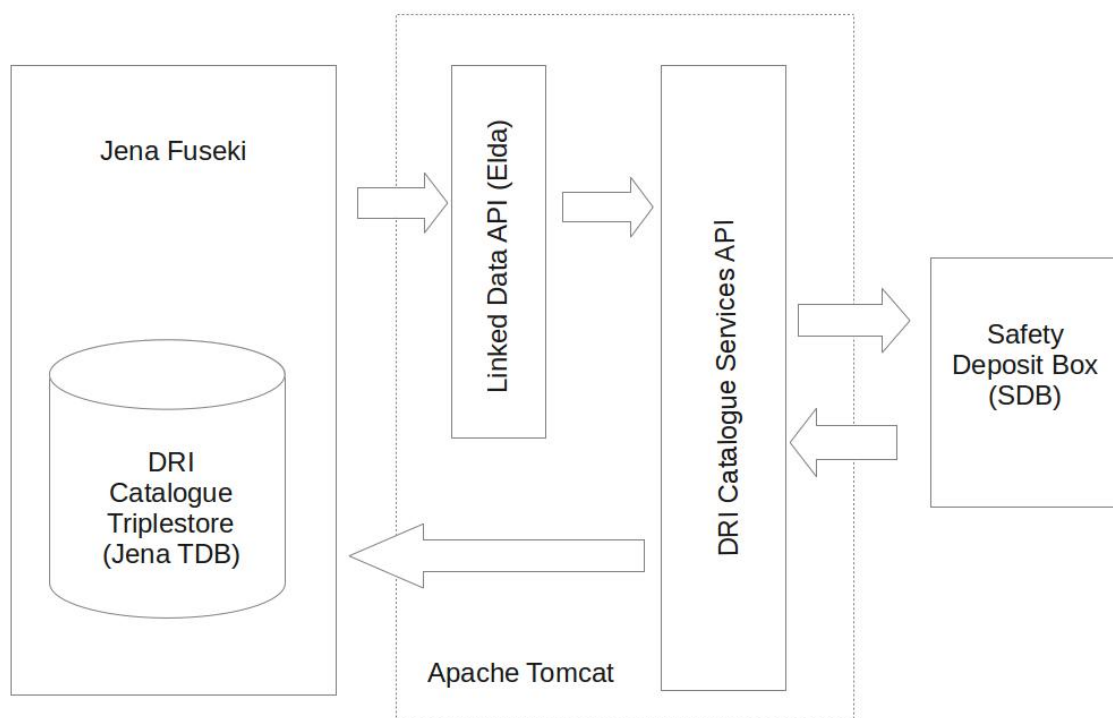 Jena Fuseki
DRI
Catalogue
Triplestore
(Jena TDB)
Linked Data API (Elda)
DRI Catalogue Services API
Apache Tomcat
Safety
Deposit Box
(SDB)